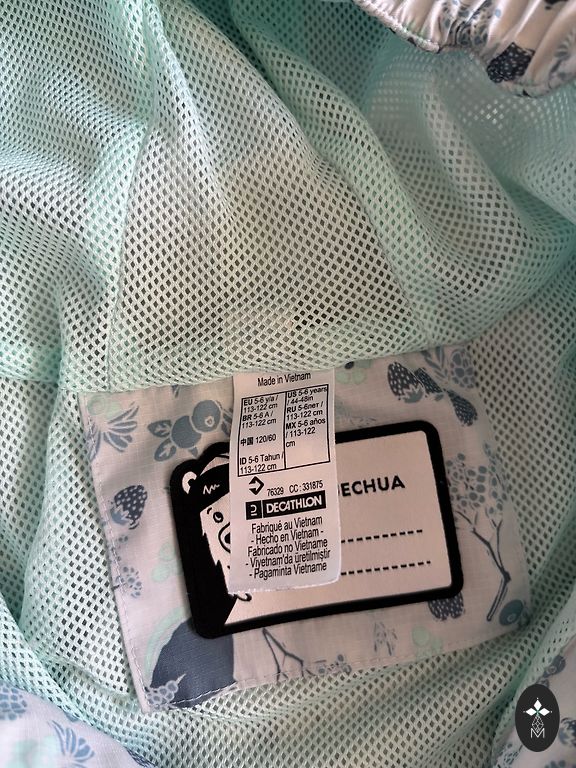 Made in Vietnam
EU 5-6 y/a /
113-122 cm
BR 5-6 A /
113-122 cm
中国 120/60
ID 5-6 Tahun /
113-122 cm
US 5-6 years
/ 44-48in
RU 5-6лет /
113-122 cm
MX 5-6 años
/ 113-122
cm
76329 CC : 331875
DECATHLON
Fabriqué au Vietnam
- Hecho en Vietnam -
Fabricado no Vietname
- Viyetnam'da üretilmiştir
- Pagaminta Vietname
ECHUA
M